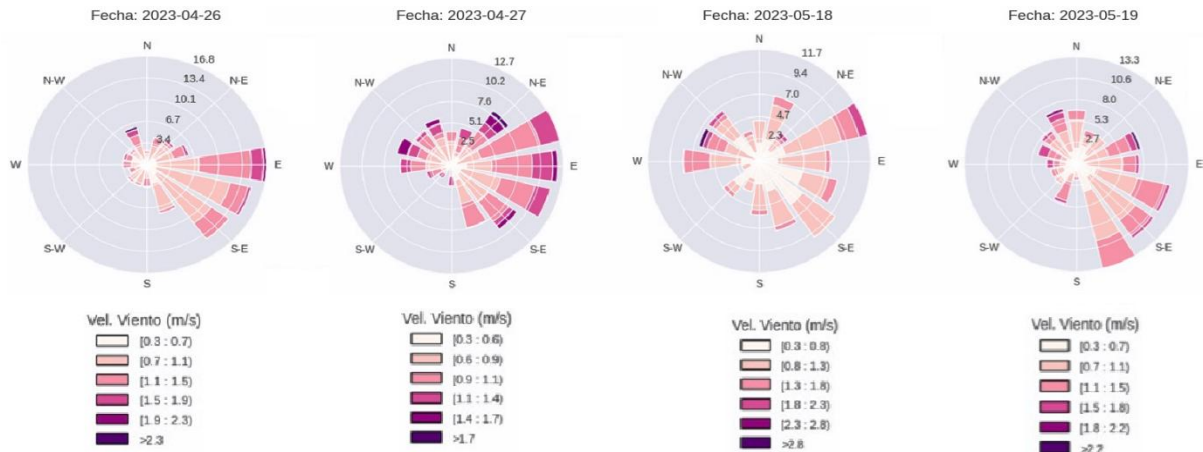 Fecha: 2023-04-26
N
N-E
E
S-E
S
S-W
W
N-W
16.8
13.4
10.1
6.7
3.4
Vel. Viento (m/s)
[0.3 : 0.7)
[0.7 : 1.1)
[1.1 : 1.5)
[1.5 : 1.9)
[1.9 : 2.3)
>2.3
Fecha: 2023-04-27
N
N-E
E
S-E
S
S-W
W
N-W
12.7
10.2
7.6
5.1
2.5
Vel. Viento (m/s)
[0.3 : 0.6)
[0.6 : 0.9)
[0.9 : 1.1)
[1.1 : 1.4)
[1.4 : 1.7)
>1.7
Fecha: 2023-05-18
N
N-E
E
S-E
S
S-W
W
N-W
11.7
9.4
7.0
4.7
2.3
Vel. Viento (m/s)
[0.3 : 0.8)
[0.8 : 1.3)
[1.3 : 1.8)
[1.8 : 2.3)
[2.3 : 2.8)
>2.8
Fecha: 2023-05-19
N
N-E
E
S-E
S
S-W
W
N-W
13.3
10.6
8.0
5.3
2.7
Vel. Viento (m/s)
[0.3 : 0.7)
[0.7 : 1.1)
[1.1 : 1.5)
[1.5 : 1.8)
[1.8 : 2.2)
>2.2